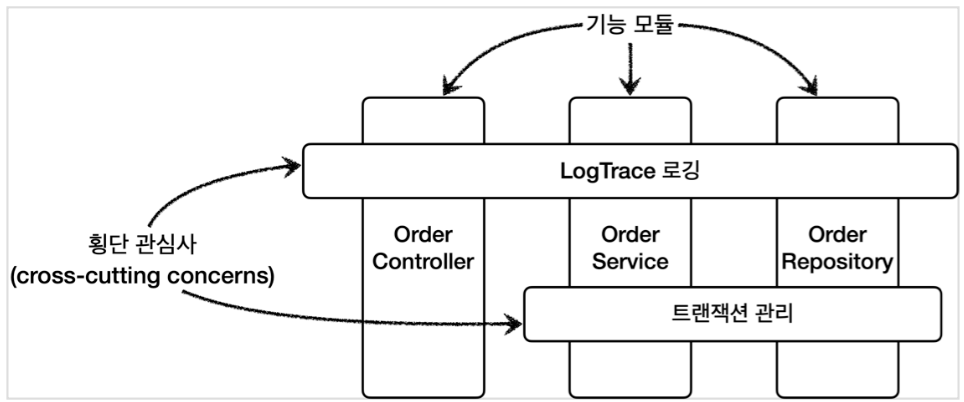 기능 모듈
LogTrace 로깅
횡단 관심사
(cross-cutting concerns)
Order
Controller
Order
Service
Order
Repository
트랜잭션 관리